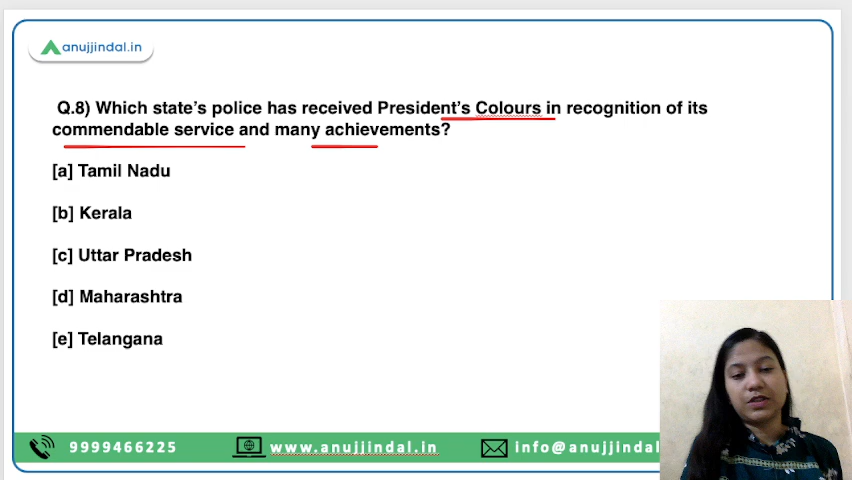 anujjindal.in
Q.8) Which state's police has received President's Colours in recognition of its
commendable service and many achievements?
[a] Tamil Nadu
[b] Kerala
[c] Uttar Pradesh
[d] Maharashtra
[e] Telangana
9999466225 www.anujjindal.in info@anujjindal